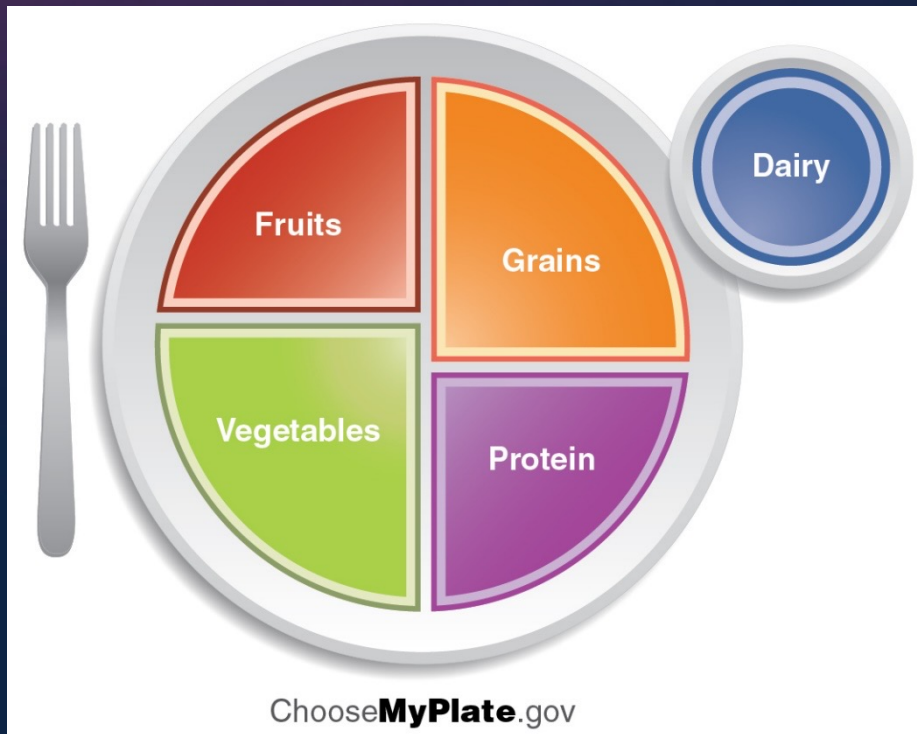 Fruits
Grains
Dairy
Vegetables
Protein
ChooseMyPlate.gov